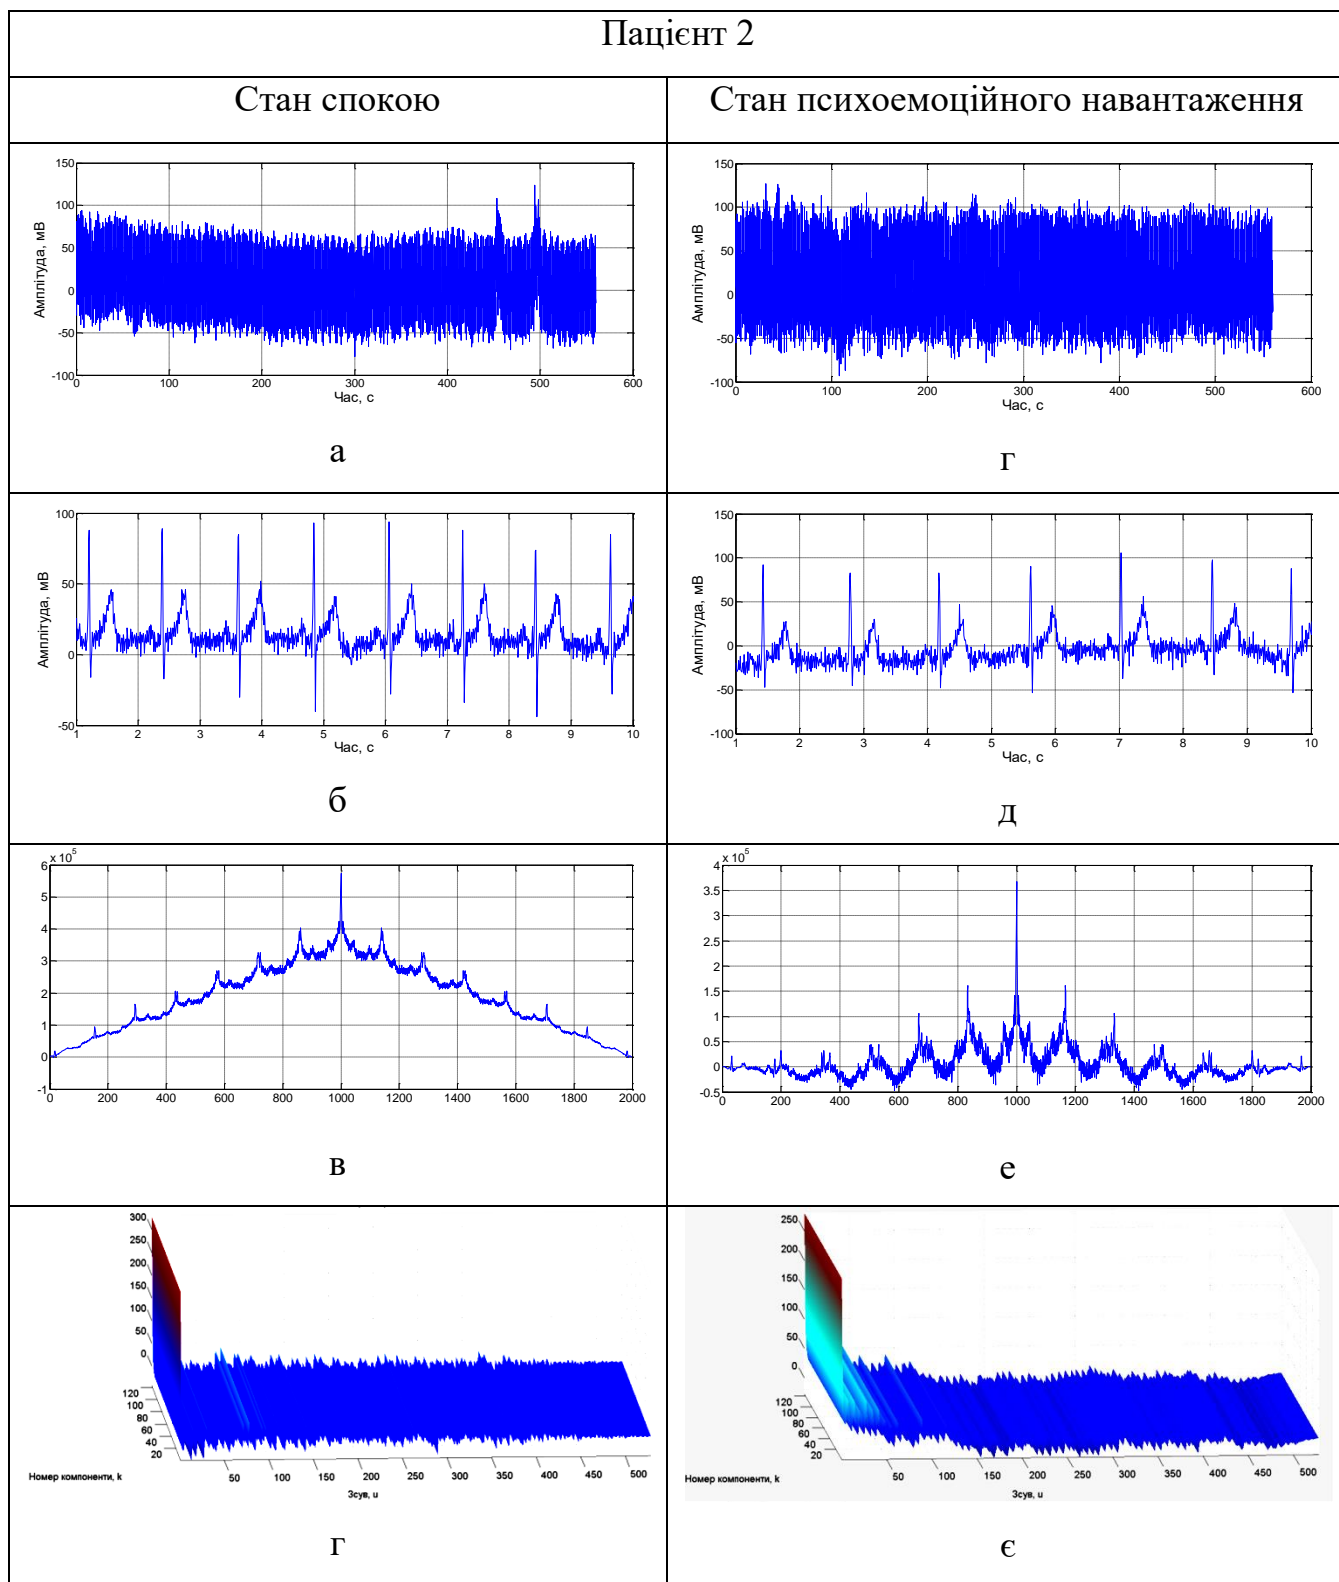 Пацієнт 2
Стан спокою
Стан психоемоційного навантаження
150
100
50
0
-50
-100
0 100 200 300 400 500 600
Амплітуда, мВ
Час, с
а
150
100
50
0
-50
-100
0 100 200 300 400 500 600
Амплітуда, мВ
Час, с
г
100
50
0
-50
1 2 3 4 5 6 7 8 9 10
Амплітуда, мВ
Час, с
б
150
100
50
0
-50
-100
1 2 3 4 5 6 7 8 9 10
Амплітуда, мВ
Час, с
д
x 10^5
6
5
4
3
2
1
0
-1
0 200 400 600 800 1000 1200 1400 1600 1800 2000
в
x 10^5
4
3.5
3
2.5
2
1.5
1
0.5
0
-0.5
0 200 400 600 800 1000 1200 1400 1600 1800 2000
е
300
250
200
150
100
50
0
120
100
80
60
40
20
Номер компоненти, k
50 100 150 200 250 300 350 400 450 500
Зсув, u
г
250
200
150
100
50
0
120
100
80
60
40
20
Номер компоненти, k
50 100 150 200 250 300 350 400 450 500
Зсув, u
є